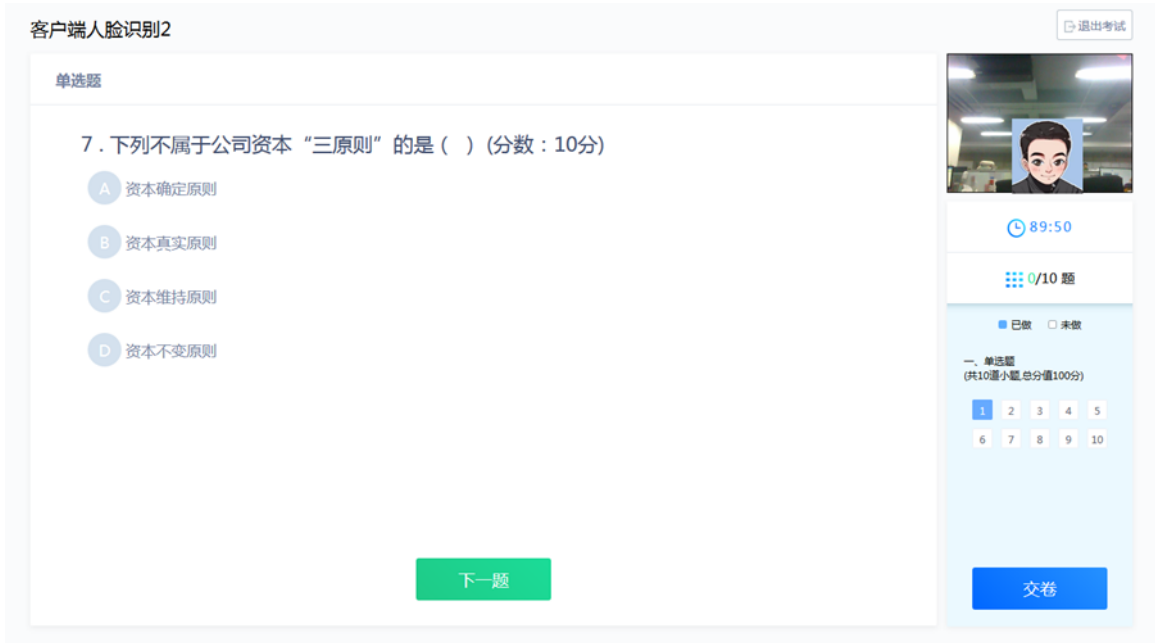 客户端人脸识别2
退出考试
单选题
7 . 下列不属于公司资本“三原则”的是 (   ) (分数：10分)
A 资本确定原则
B 资本真实原则
C 资本维持原则
D 资本不变原则
下一题
89:50
0/10 题
已做 未做
一、单选题
(共10道小题,总分值100分)
1 2 3 4 5
6 7 8 9 10
交卷